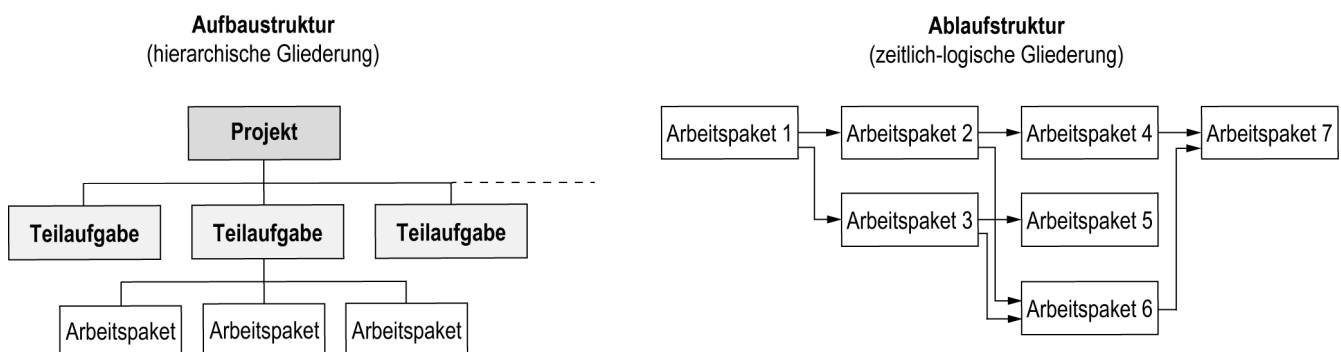 Aufbaustruktur
(hierarchische Gliederung)
Projekt
Teilaufgabe
Teilaufgabe
Teilaufgabe
Arbeitspaket
Arbeitspaket
Arbeitspaket
Ablaufstruktur
(zeitlich-logische Gliederung)
Arbeitspaket 1
Arbeitspaket 2
Arbeitspaket 4
Arbeitspaket 7
Arbeitspaket 3
Arbeitspaket 5
Arbeitspaket 6